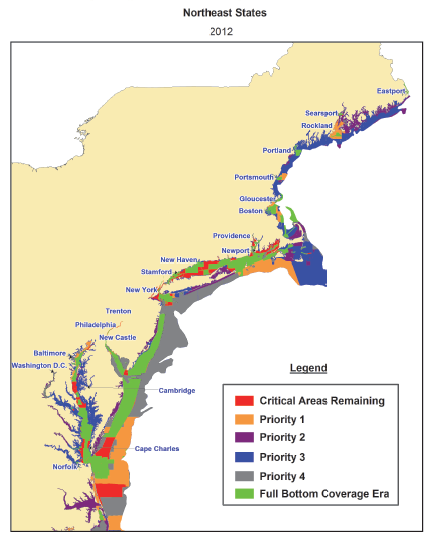 Northeast States
2012
Eastport
Searsport
Rockland
Portland
Portsmouth
Gloucester
Boston
Providence
Newport
New Haven
Stamford
New York
Trenton
Philadelphia
New Castle
Baltimore
Washington D.C.
Cambridge
Cape Charles
Norfolk
Legend
Critical Areas Remaining
Priority 1
Priority 2
Priority 3
Priority 4
Full Bottom Coverage Era